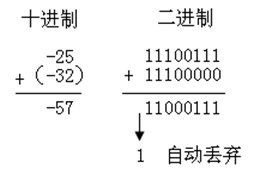 十进制 二进制
-25 11100111
+ (-32) + 11100000
-57 11000111
1 自动丢弃